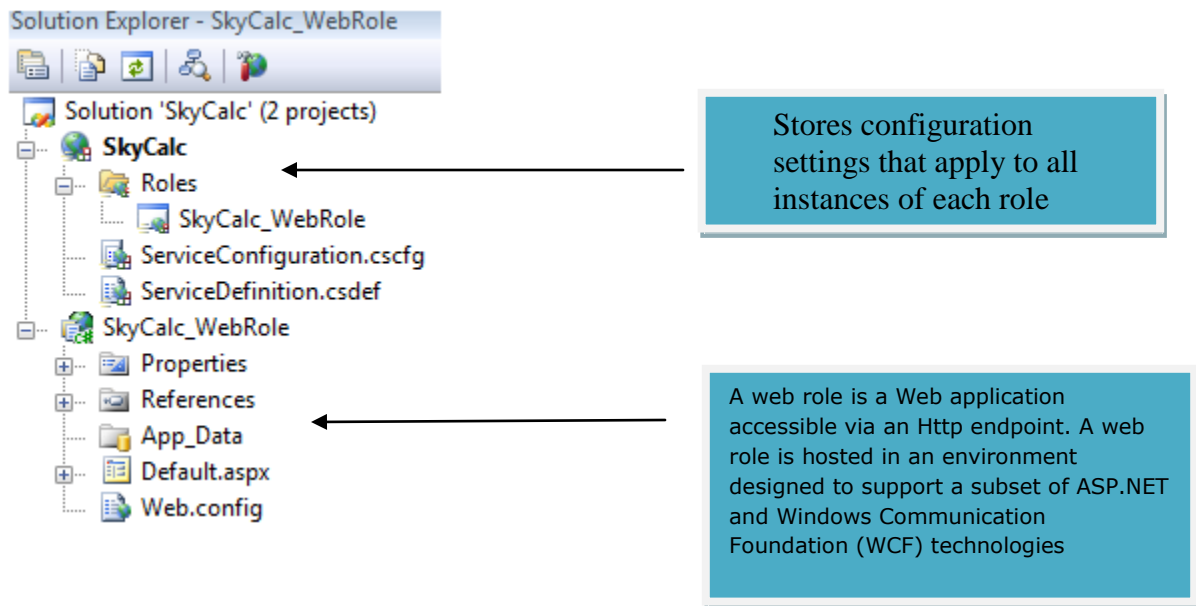 Solution Explorer - SkyCalc_WebRole
Solution 'SkyCalc' (2 projects)
SkyCalc
Roles
SkyCalc_WebRole
ServiceConfiguration.cscfg
ServiceDefinition.csdef
SkyCalc_WebRole
Properties
References
App_Data
Default.aspx
Web.config
Stores configuration
settings that apply to all
instances of each role
A web role is a Web application
accessible via an Http endpoint. A web
role is hosted in an environment
designed to support a subset of ASP.NET
and Windows Communication
Foundation (WCF) technologies